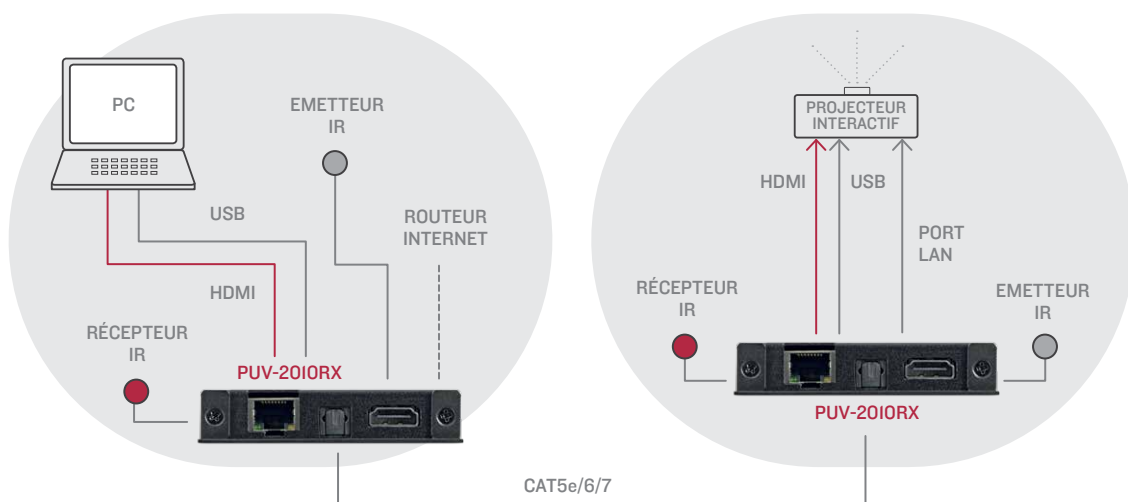 PC
EMETTEUR
IR
USB
ROUTEUR
INTERNET
HDMI
RÉCEPTEUR
IR
PUV-2010RX
PROJECTEUR
INTERACTIF
HDMI
USB
PORT
LAN
RÉCEPTEUR
IR
EMETTEUR
IR
PUV-2010RX
CAT5e/6/7